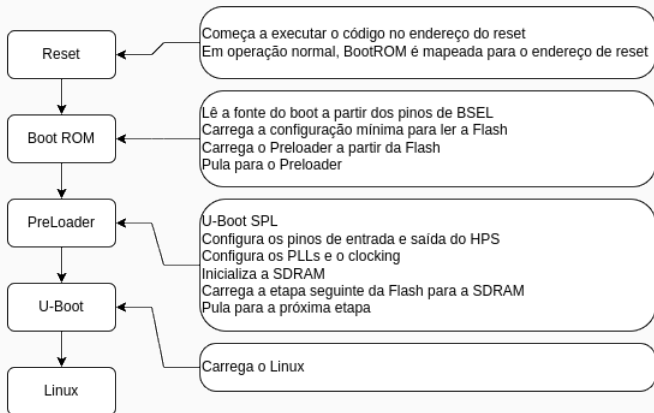 Reset
Começa a executar o código no endereço do reset
Em operação normal, BootROM é mapeada para o endereço de reset
Boot ROM
Lê a fonte do boot a partir dos pinos de BSEL
Carrega a configuração mínima para ler a Flash
Carrega o Preloader a partir da Flash
Pula para o Preloader
PreLoader
U-Boot SPL
Configura os pinos de entrada e saída do HPS
Configura os PLLs e o clocking
Inicializa a SDRAM
Carrega a etapa seguinte da Flash para a SDRAM
Pula para a próxima etapa
U-Boot
Carrega o Linux
Linux